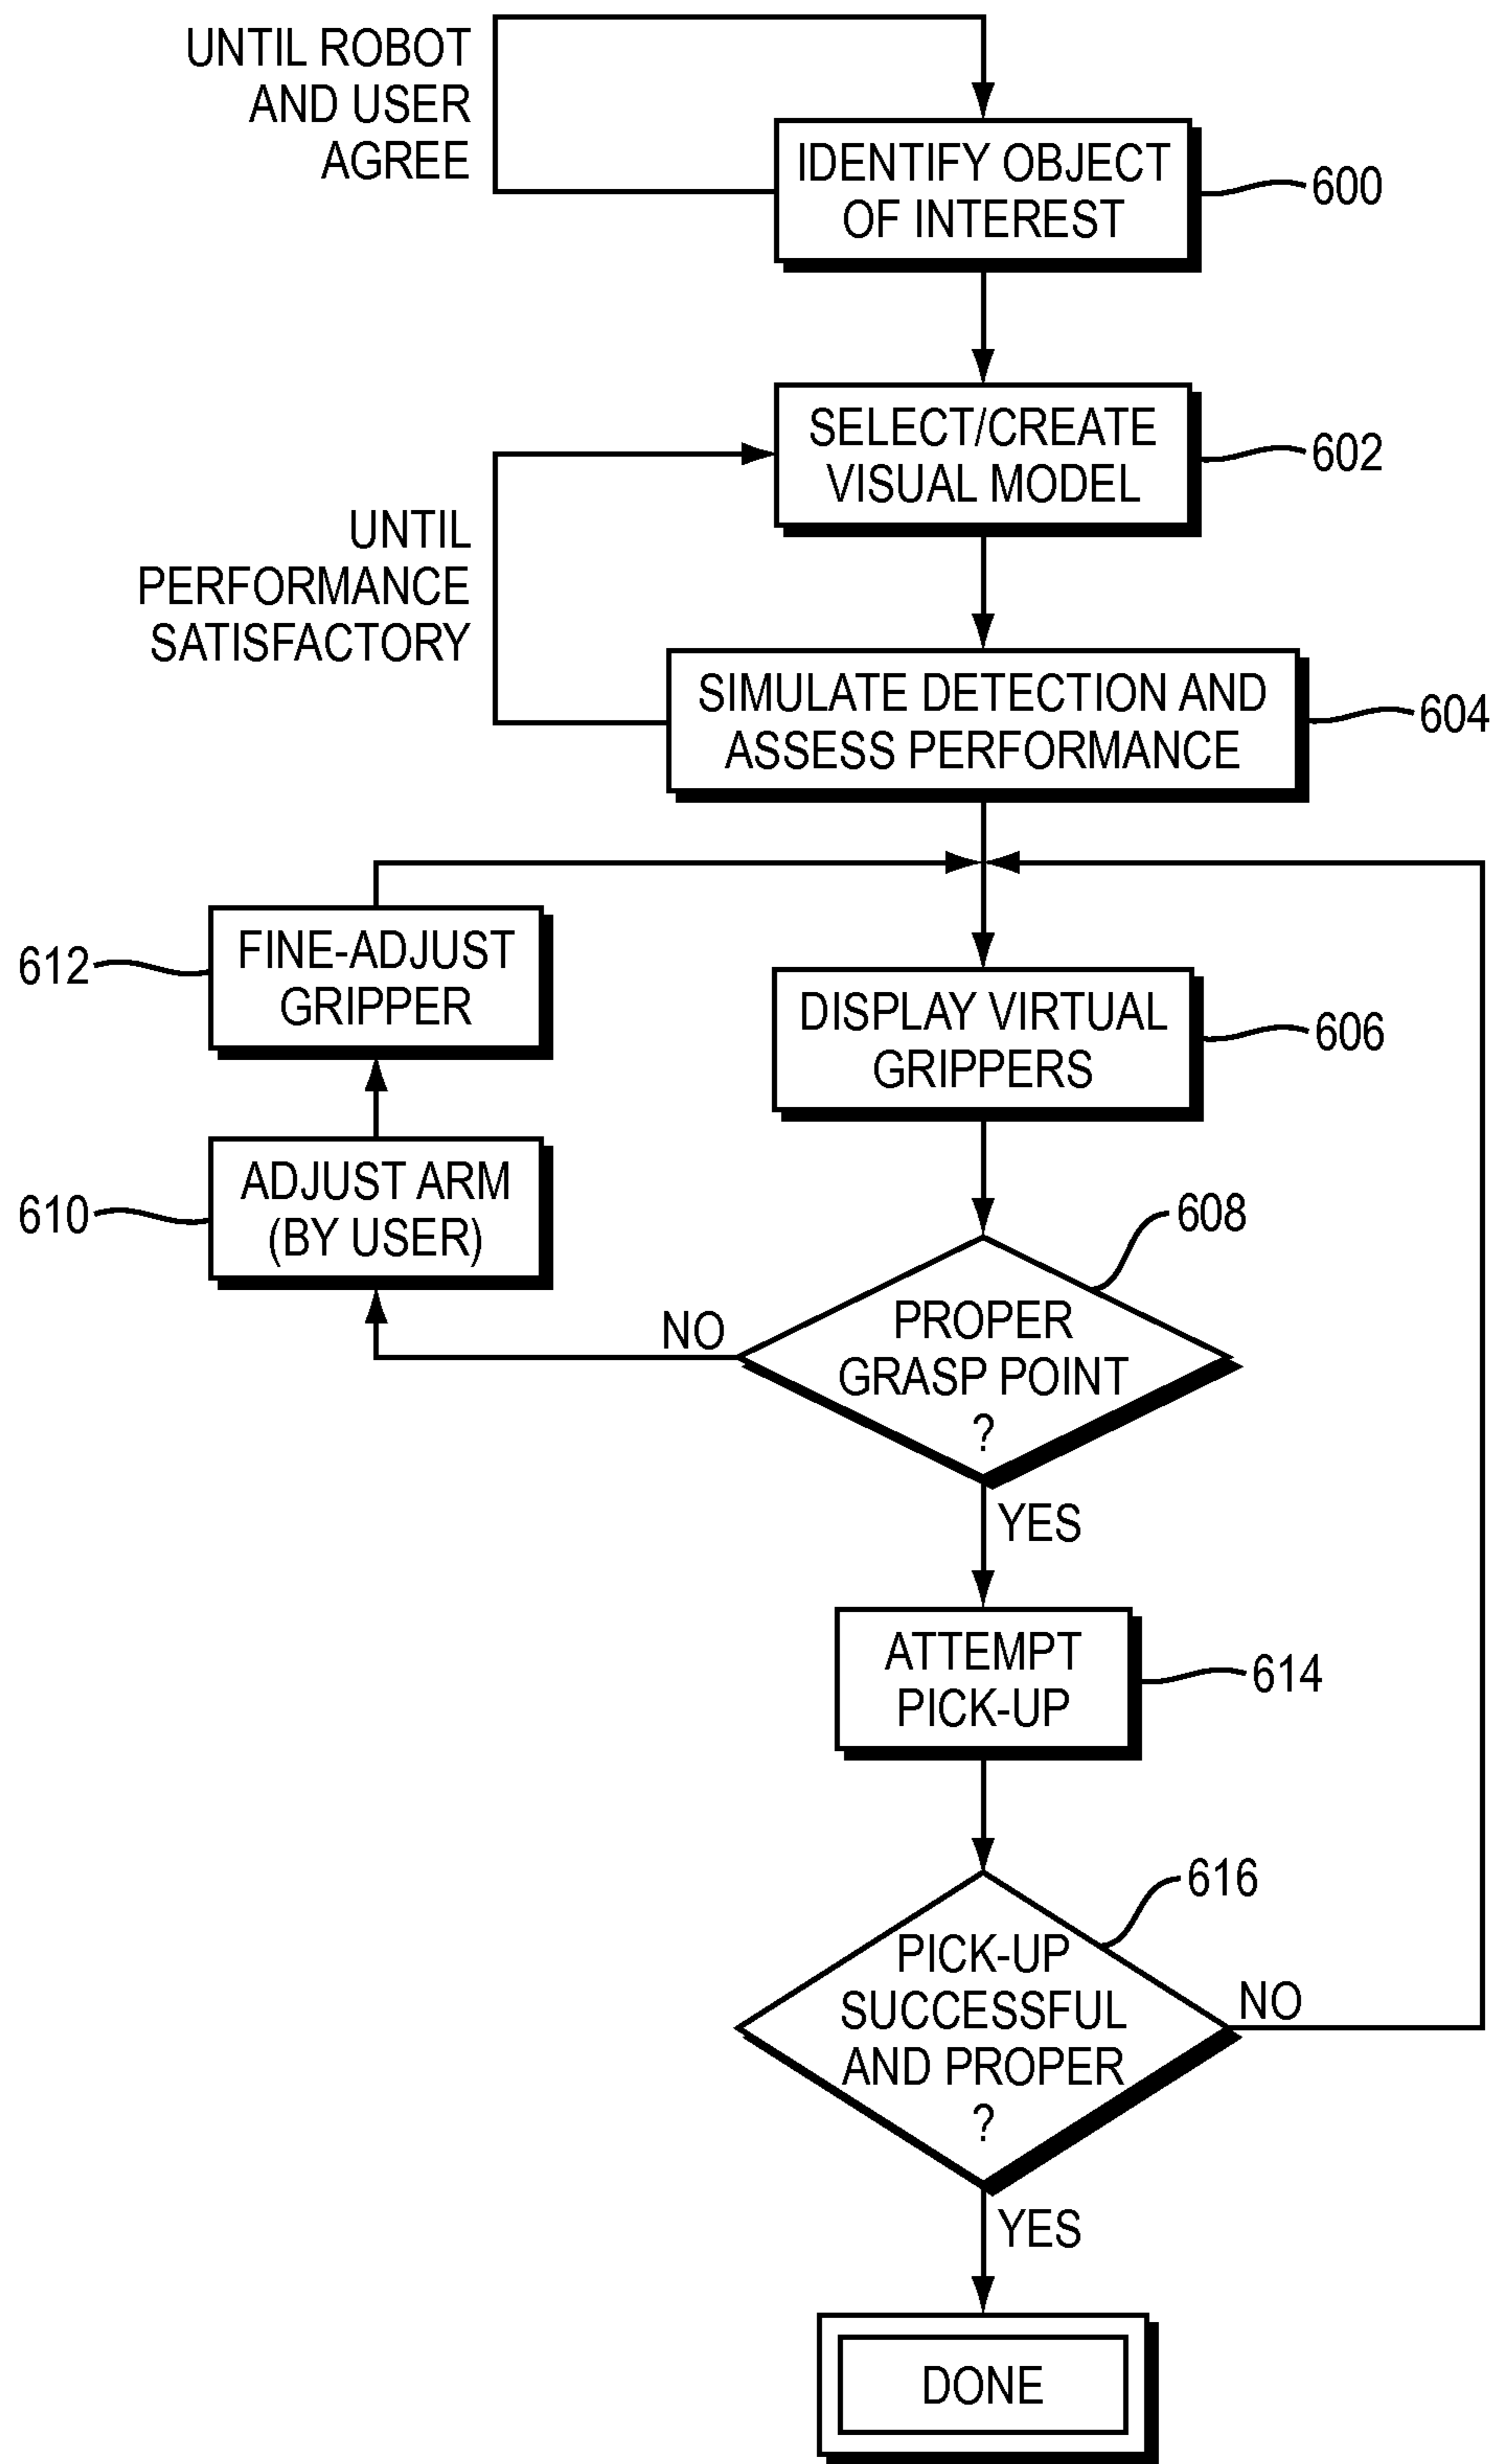 UNTIL ROBOT
AND USER
AGREE
IDENTIFY OBJECT
OF INTEREST
600
SELECT/CREATE
VISUAL MODEL
602
UNTIL
PERFORMANCE
SATISFACTORY
SIMULATE DETECTION AND
ASSESS PERFORMANCE
604
612
FINE-ADJUST
GRIPPER
DISPLAY VIRTUAL
GRIPPERS
606
610
ADJUST ARM
(BY USER)
608
NO
PROPER
GRASP POINT
?
YES
ATTEMPT
PICK-UP
614
616
PICK-UP
SUCCESSFUL
AND PROPER
?
NO
YES
DONE